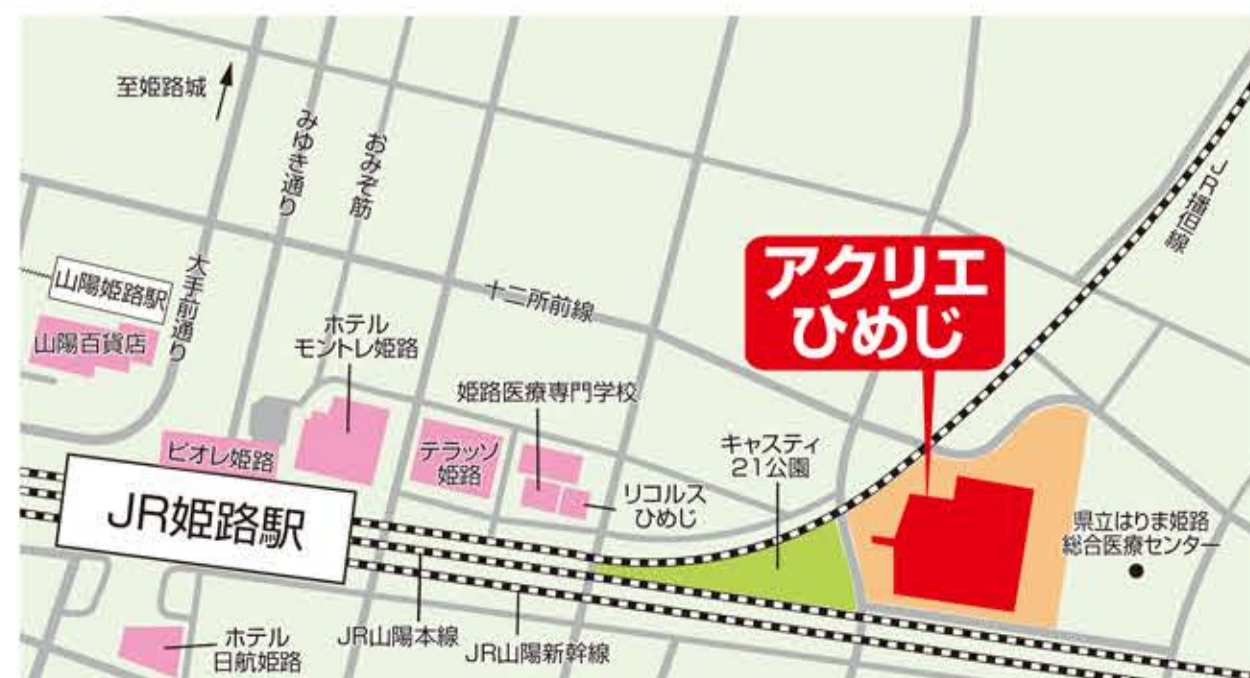 至姫路城
みゆき通り
おみぞ筋
JR播但線
アクリエ
ひめじ
大手前通り
山陽姫路駅
山陽百貨店
十二所前線
ホテル
モントレ姫路
姫路医療専門学校
ピオレ姫路
テラッソ
姫路
キャスティ
21公園
リコルス
ひめじ
JR姫路駅
県立はりま姫路
総合医療センター
ホテル
日航姫路
JR山陽本線
JR山陽新幹線